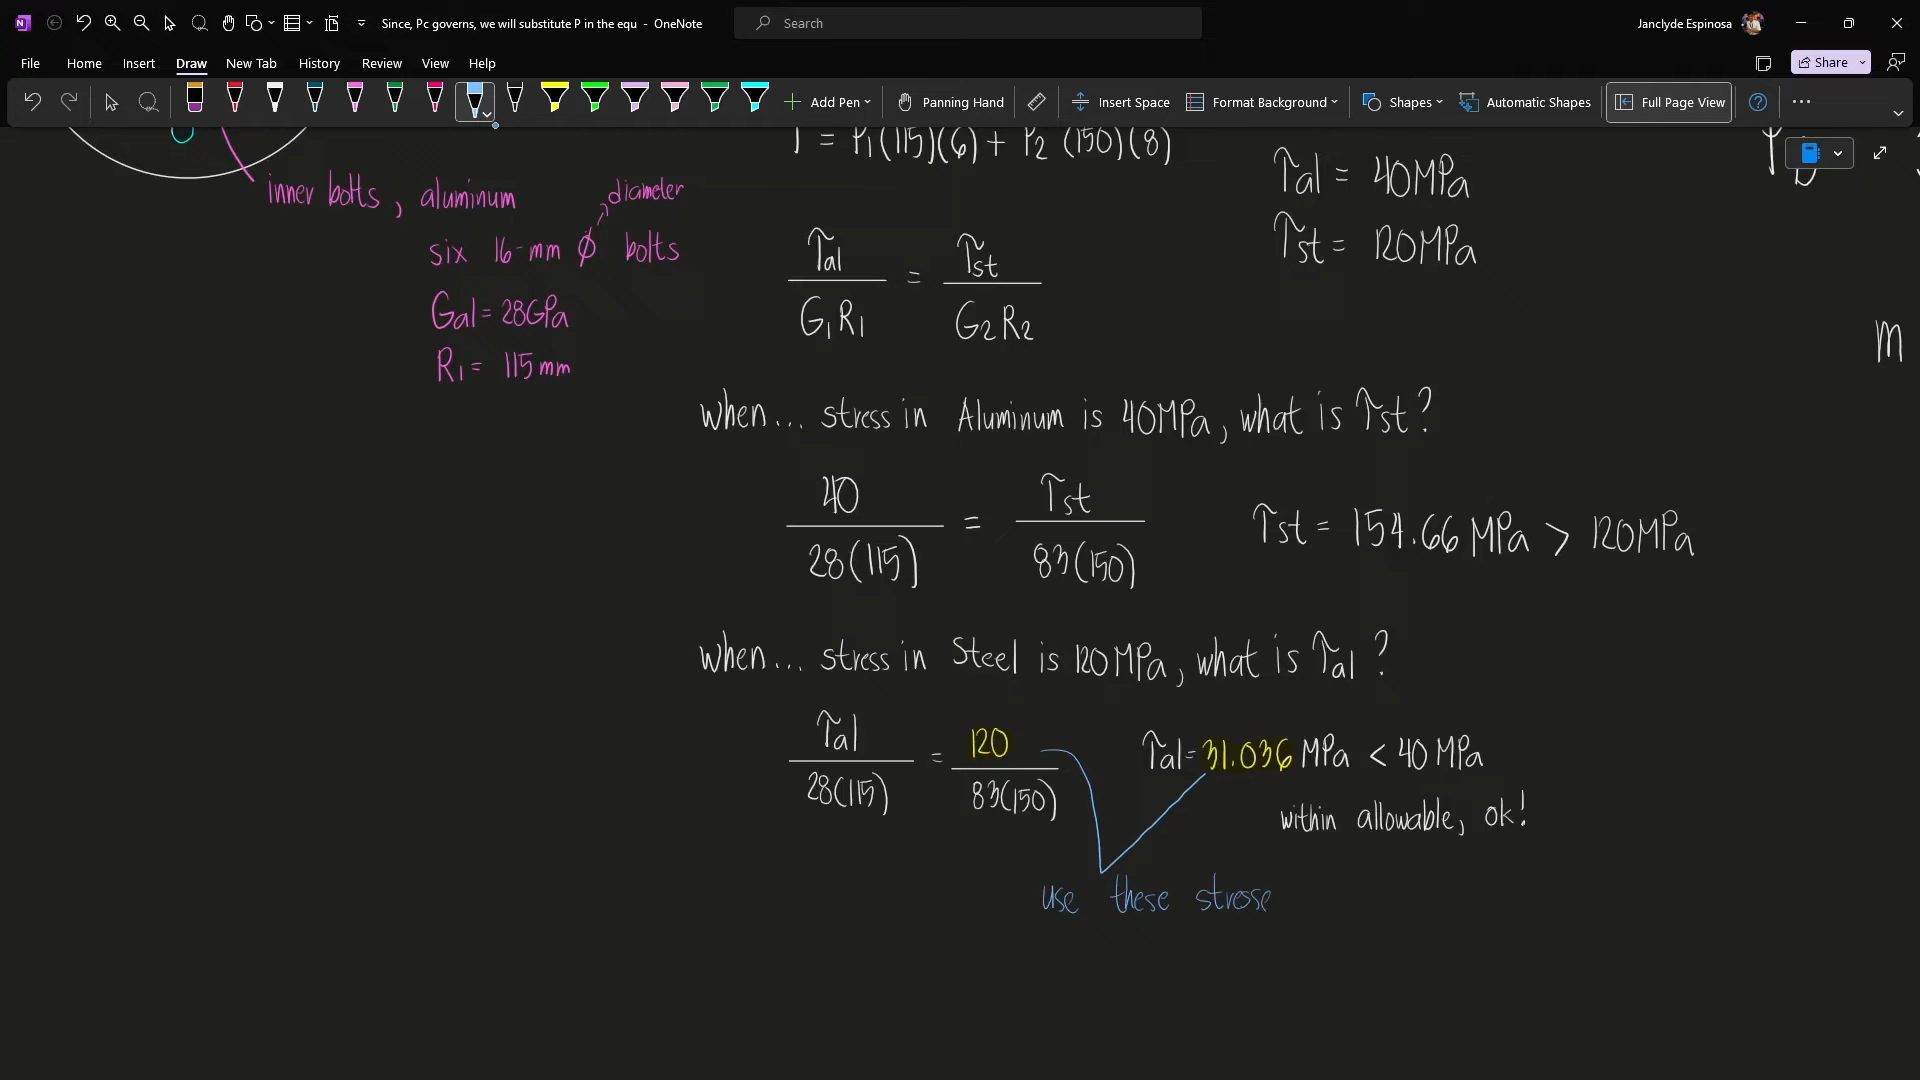 Since, Pc governs, we will substitute P in the equ - OneNote
Search
Janclyde Espinosa
File Home Insert Draw New Tab History Review View Help
Share
Add Pen Panning Hand Insert Space Format Background Shapes Automatic Shapes Full Page View
T = P₁(115)(6) + P₂ (150)(8)
τal = 40MPa
τst = 120MPa
inner bolts, aluminum
diameter
six 16-mm ϕ bolts
Gal = 28GPa
R₁ = 115mm
τal / G₁R₁ = τst / G₂R₂
m
when... stress in Aluminum is 40MPa, what is τst?
40 / 28(115) = τst / 83(150)
τst = 154.66 MPa > 120MPa
when... stress in Steel is 120MPa, what is τal?
τal / 28(115) = 120 / 83(150)
τal = 31.036 MPa < 40 MPa
within allowable, ok!
use these stresse